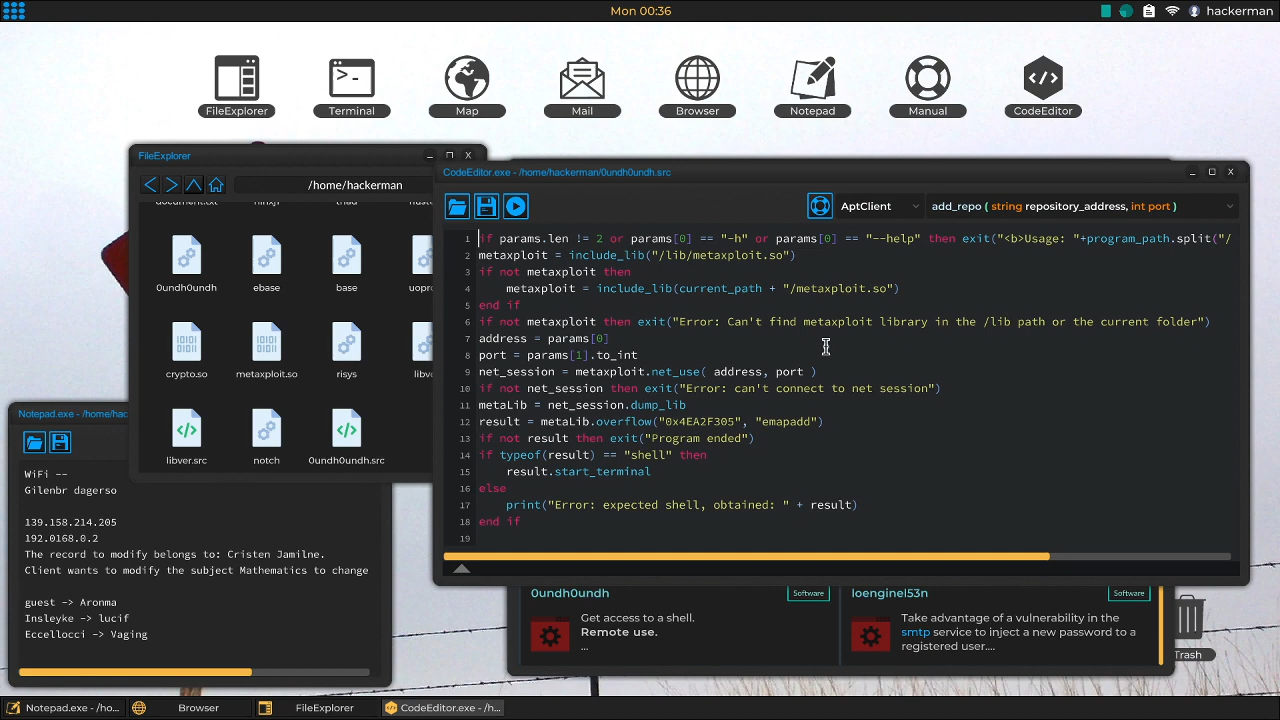 Mon 00:36
hackerman
FileExplorer
Terminal
Map
Mail
Browser
Notepad
Manual
CodeEditor
FileExplorer
/home/hackerman
0undh0undh
ebase
base
crypto.so
metaxploit.so
risys
libver.src
notch
0undh0undh.src
Notepad.exe - /home/hac
WiFi --
Gilenbr dagerso
139.158.214.205
192.0168.0.2
The record to modify belongs to: Cristen Jamilne.
Client wants to modify the subject Mathematics to change
guest -> Aronma
Insleyke -> lucif
Eccellocci -> Vaging
CodeEditor.exe - /home/hackerman/0undh0undh.src
AptClient
add_repo ( string repository_address, int port )
1 if params.len != 2 or params[0] == "-h" or params[0] == "--help" then exit("<b>Usage: "+program_path.split("/
2 metaxploit = include_lib("/lib/metaxploit.so")
3 if not metaxploit then
4 metaxploit = include_lib(current_path + "/metaxploit.so")
5 end if
6 if not metaxploit then exit("Error: Can't find metaxploit library in the /lib path or the current folder")
7 address = params[0]
8 port = params[1].to_int
9 net_session = metaxploit.net_use( address, port )
10 if not net_session then exit("Error: can't connect to net session")
11 metaLib = net_session.dump_lib
12 result = metaLib.overflow("0x4EA2F305", "emapadd")
13 if not result then exit("Program ended")
14 if typeof(result) == "shell" then
15 result.start_terminal
16 else
17 print("Error: expected shell, obtained: " + result)
18 end if
19
0undh0undh
Software
Get access to a shell.
Remote use.
...
loenginel53n
Software
Take advantage of a vulnerability in the
smtp service to inject a new password to a
registered user....
Trash
Notepad.exe - /ho...
Browser
FileExplorer
CodeEditor.exe - /h...